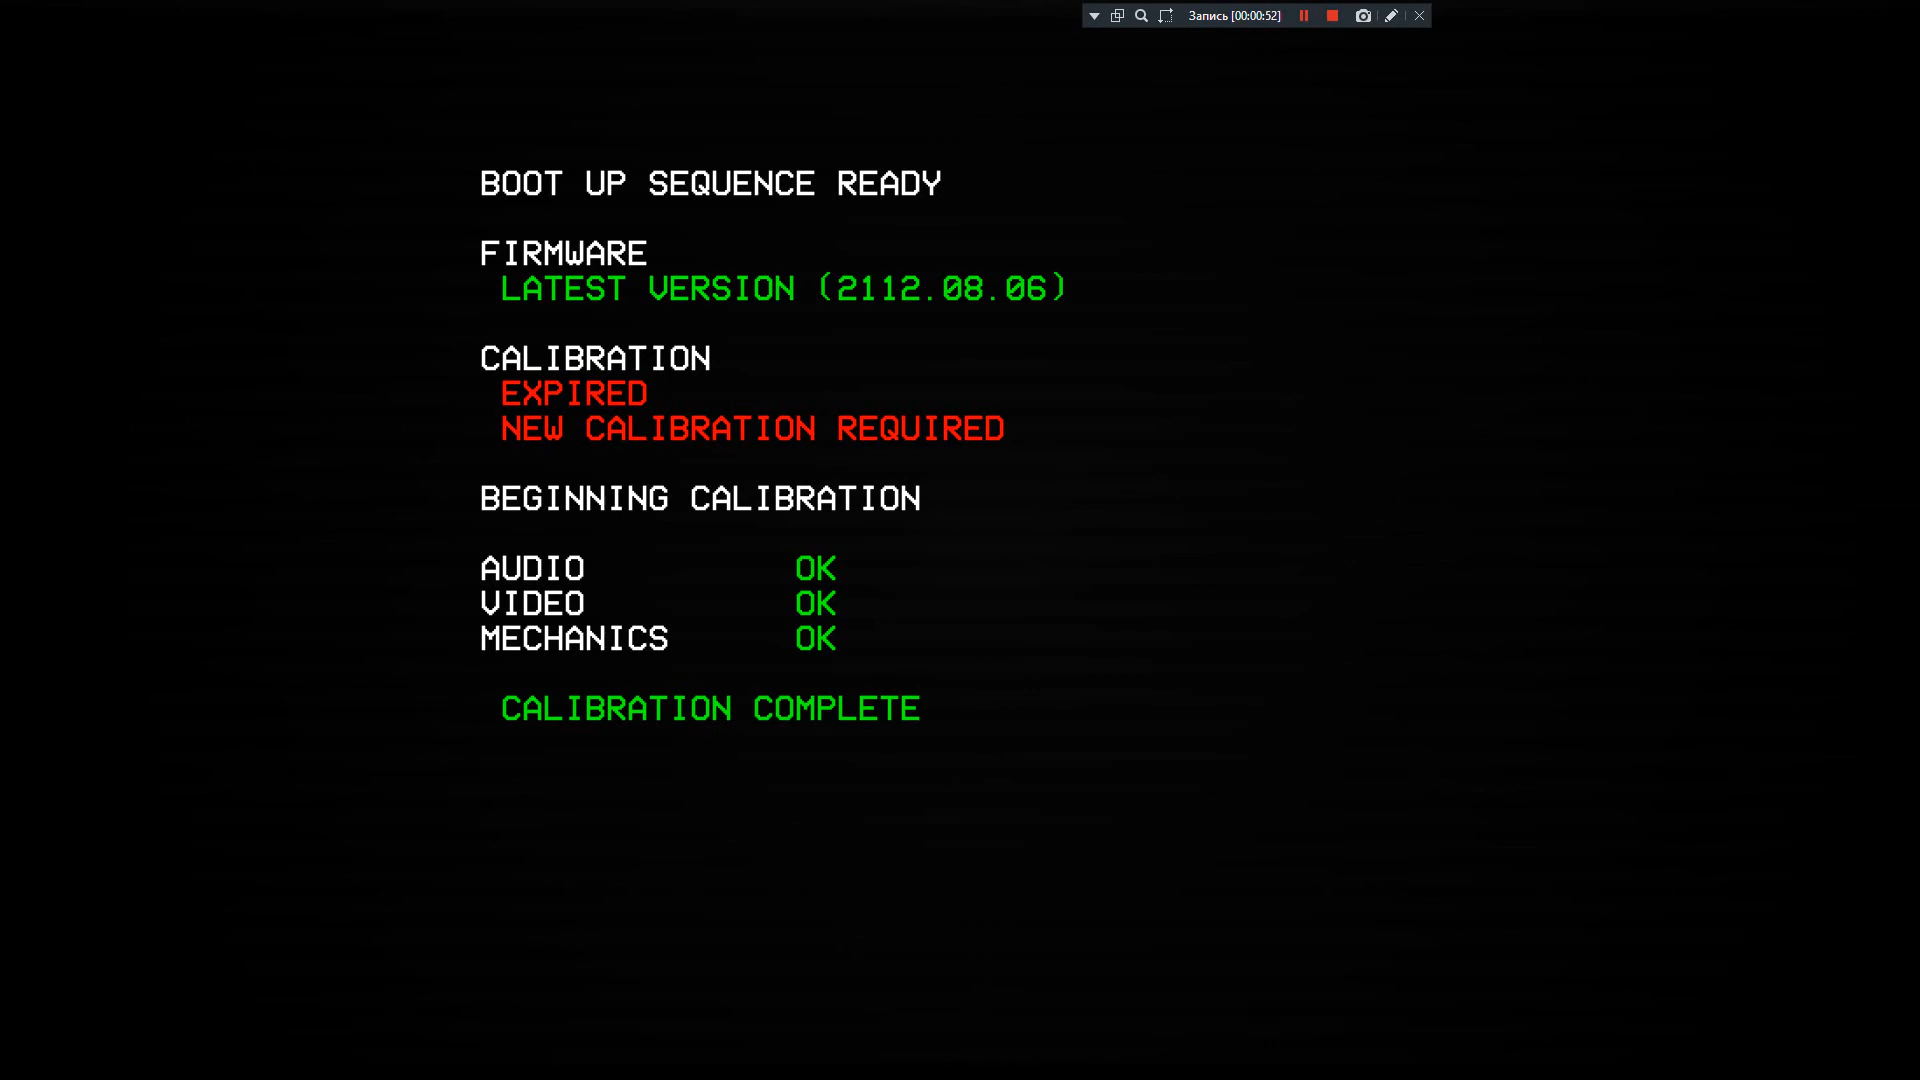 Запись [00:00:52]
BOOT UP SEQUENCE READY
FIRMWARE
LATEST VERSION (2112.08.06)
CALIBRATION
EXPIRED
NEW CALIBRATION REQUIRED
BEGINNING CALIBRATION
AUDIO OK
VIDEO OK
MECHANICS OK
CALIBRATION COMPLETE